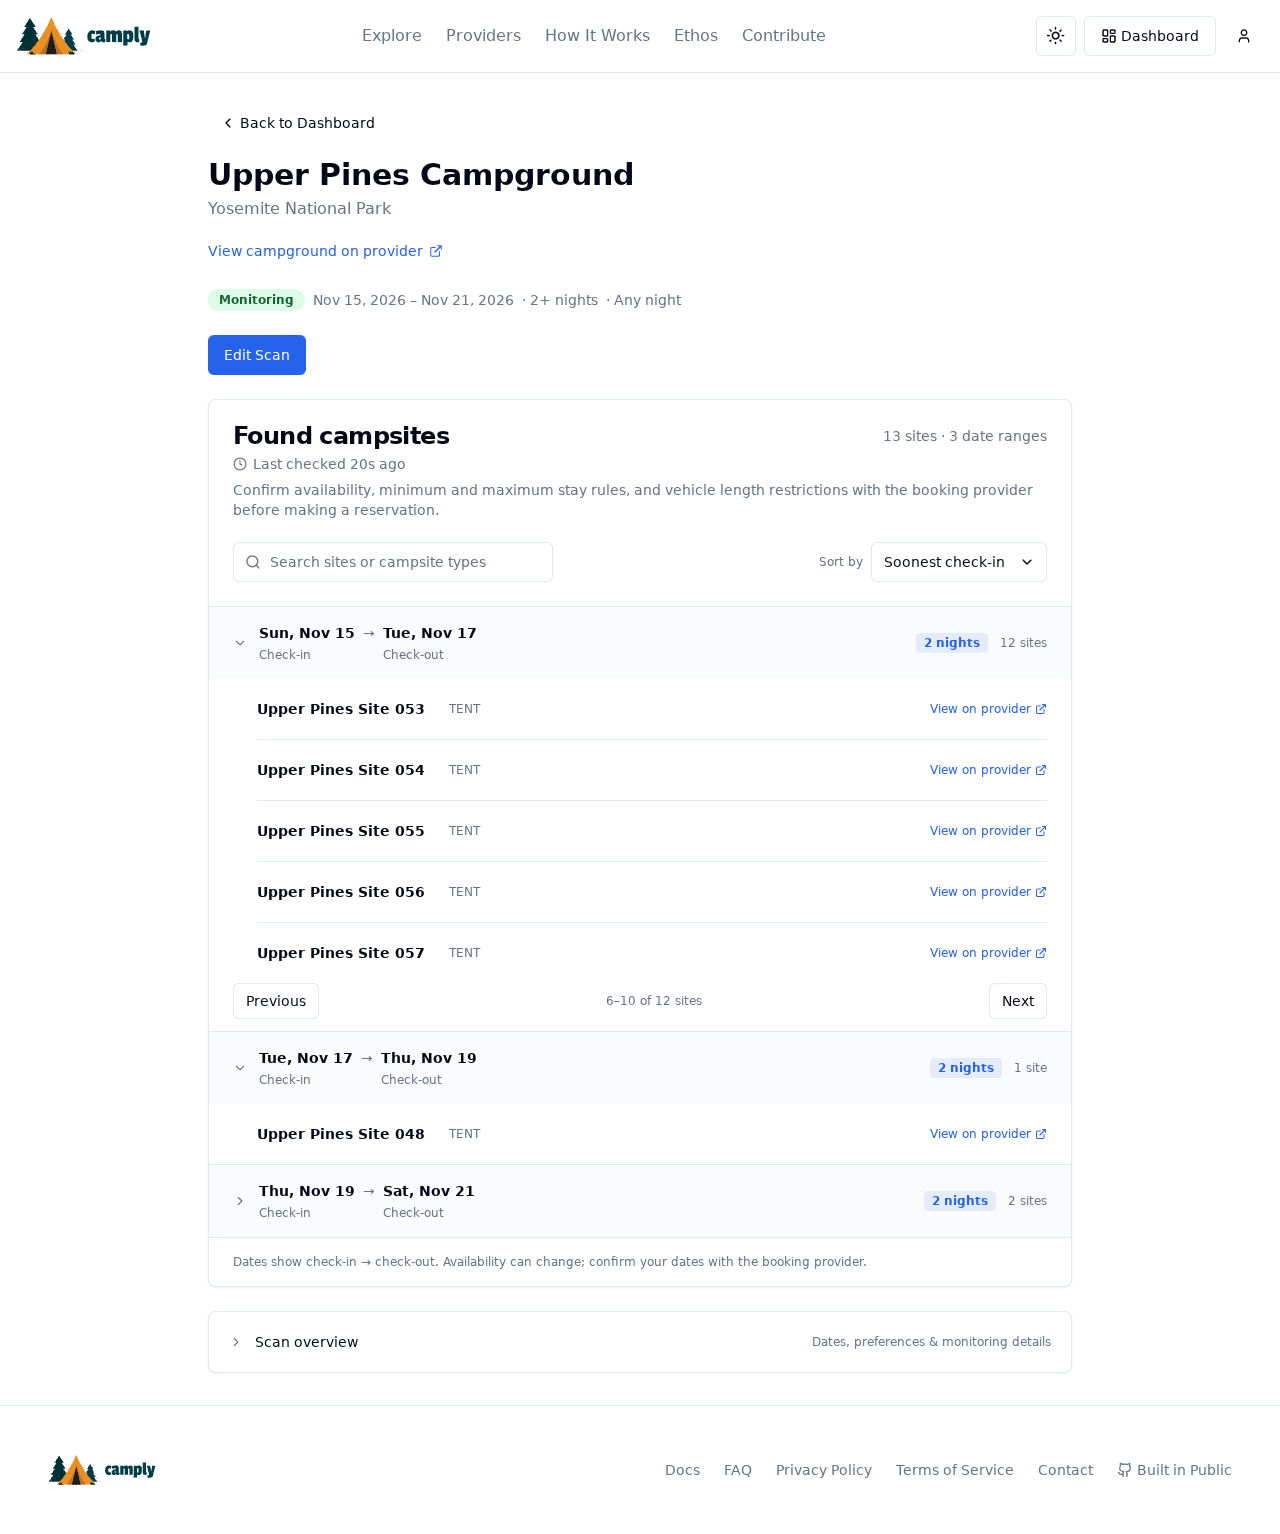 camply
Explore Providers How It Works Ethos Contribute
Dashboard
Back to Dashboard
Upper Pines Campground
Yosemite National Park
View campground on provider
Monitoring Nov 15, 2026 – Nov 21, 2026 · 2+ nights · Any night
Edit Scan
Found campsites
13 sites · 3 date ranges
Last checked 20s ago
Confirm availability, minimum and maximum stay rules, and vehicle length restrictions with the booking provider
before making a reservation.
Search sites or campsite types
Sort by Soonest check-in
Sun, Nov 15 → Tue, Nov 17
Check-in Check-out
2 nights 12 sites
Upper Pines Site 053 TENT View on provider
Upper Pines Site 054 TENT View on provider
Upper Pines Site 055 TENT View on provider
Upper Pines Site 056 TENT View on provider
Upper Pines Site 057 TENT View on provider
Previous 6–10 of 12 sites Next
Tue, Nov 17 → Thu, Nov 19
Check-in Check-out
2 nights 1 site
Upper Pines Site 048 TENT View on provider
Thu, Nov 19 → Sat, Nov 21
Check-in Check-out
2 nights 2 sites
Dates show check-in → check-out. Availability can change; confirm your dates with the booking provider.
Scan overview Dates, preferences & monitoring details
camply
Docs FAQ Privacy Policy Terms of Service Contact Built in Public